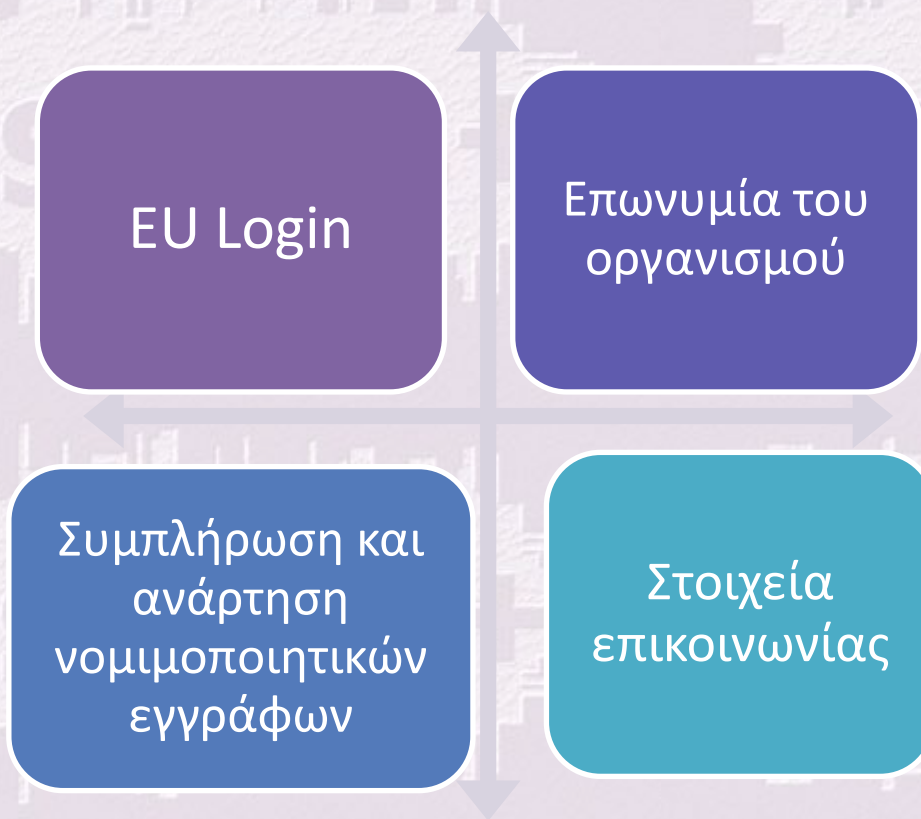 EU Login
Επωνυμία του
οργανισμού
Συμπλήρωση και
ανάρτηση
νομιμοποιητικών
εγγράφων
Στοιχεία
επικοινωνίας